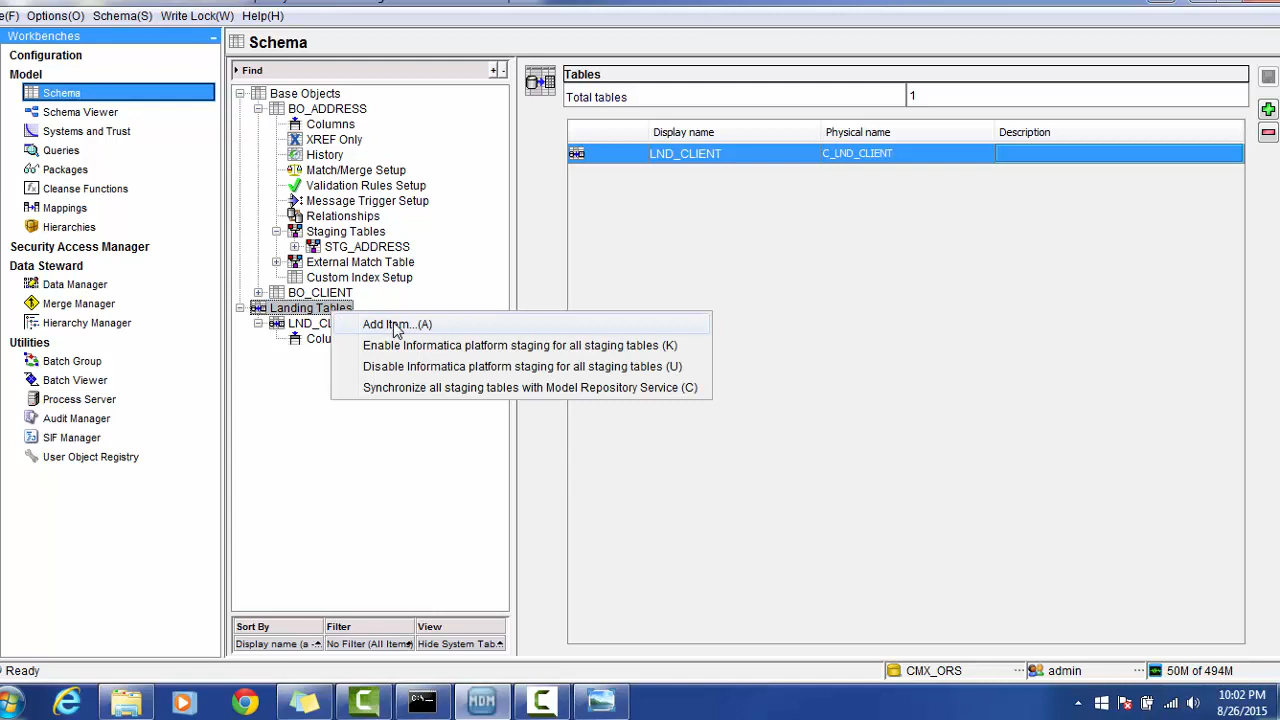 e(F) Options(O) Schema(S) Write Lock(W) Help(H)
Workbenches
Configuration
Model
Schema
Schema Viewer
Systems and Trust
Queries
Packages
Cleanse Functions
Mappings
Hierarchies
Security Access Manager
Data Steward
Data Manager
Merge Manager
Hierarchy Manager
Utilities
Batch Group
Batch Viewer
Process Server
Audit Manager
SIF Manager
User Object Registry
Schema
Find
+ -
Base Objects
BO_ADDRESS
Columns
XREF Only
History
Match/Merge Setup
Validation Rules Setup
Message Trigger Setup
Relationships
Staging Tables
STG_ADDRESS
External Match Table
Custom Index Setup
BO_CLIENT
Landing Tables
LND_CL
Colu
Add Item...(A)
Enable Informatica platform staging for all staging tables (K)
Disable Informatica platform staging for all staging tables (U)
Synchronize all staging tables with Model Repository Service (C)
Sort By Filter View
Display name (a - No Filter (All Items) Hide System Tab
Tables
Total tables 1
Display name Physical name Description
LND_CLIENT C_LND_CLIENT
Ready CMX_ORS ... admin ... 50M of 494M
MDM
10:02 PM
8/26/2015